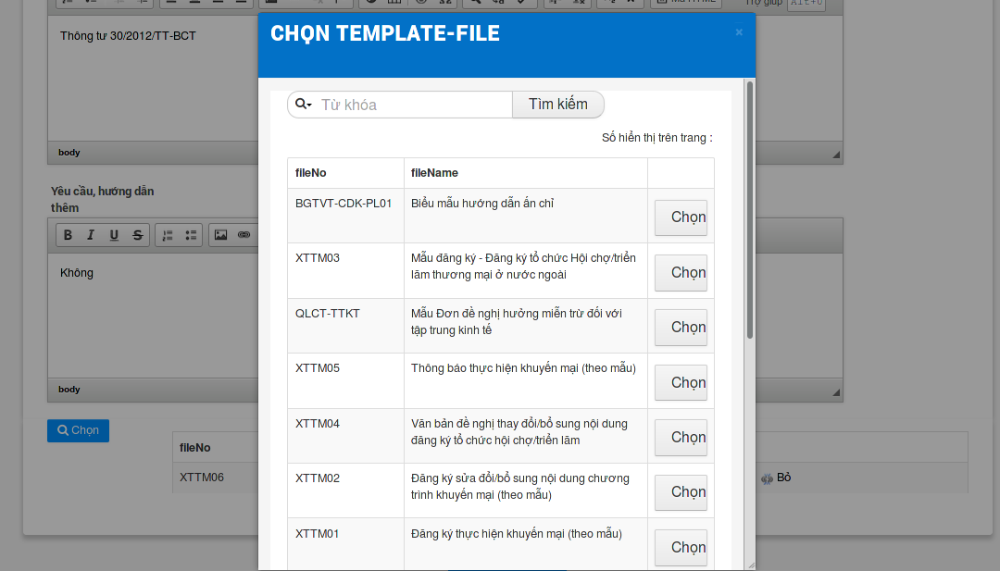 Mã HTML
Trợ giúp
Alt+0
Thông tư 30/2012/TT-BCT
body
Yêu cầu, hướng dẫn
thêm
B I U S
Không
body
Chọn
fileNo
XTTM06
Bỏ
CHỌN TEMPLATE-FILE
×
Từ khóa
Tìm kiếm
Số hiển thị trên trang :
fileNo fileName
BGTVT-CDK-PL01 Biểu mẫu hướng dẫn ấn chỉ Chọn
XTTM03 Mẫu đăng ký - Đăng ký tổ chức Hội chợ/triển
lãm thương mại ở nước ngoài Chọn
QLCT-TTKT Mẫu Đơn đề nghị hưởng miễn trừ đối với
tập trung kinh tế Chọn
XTTM05 Thông báo thực hiện khuyến mại (theo mẫu) Chọn
XTTM04 Văn bản đề nghị thay đổi/bổ sung nội dung
đăng ký tổ chức hội chợ/triển lãm Chọn
XTTM02 Đăng ký sửa đổi/bổ sung nội dung chương
trình khuyến mại (theo mẫu) Chọn
XTTM01 Đăng ký thực hiện khuyến mại (theo mẫu) Chọn